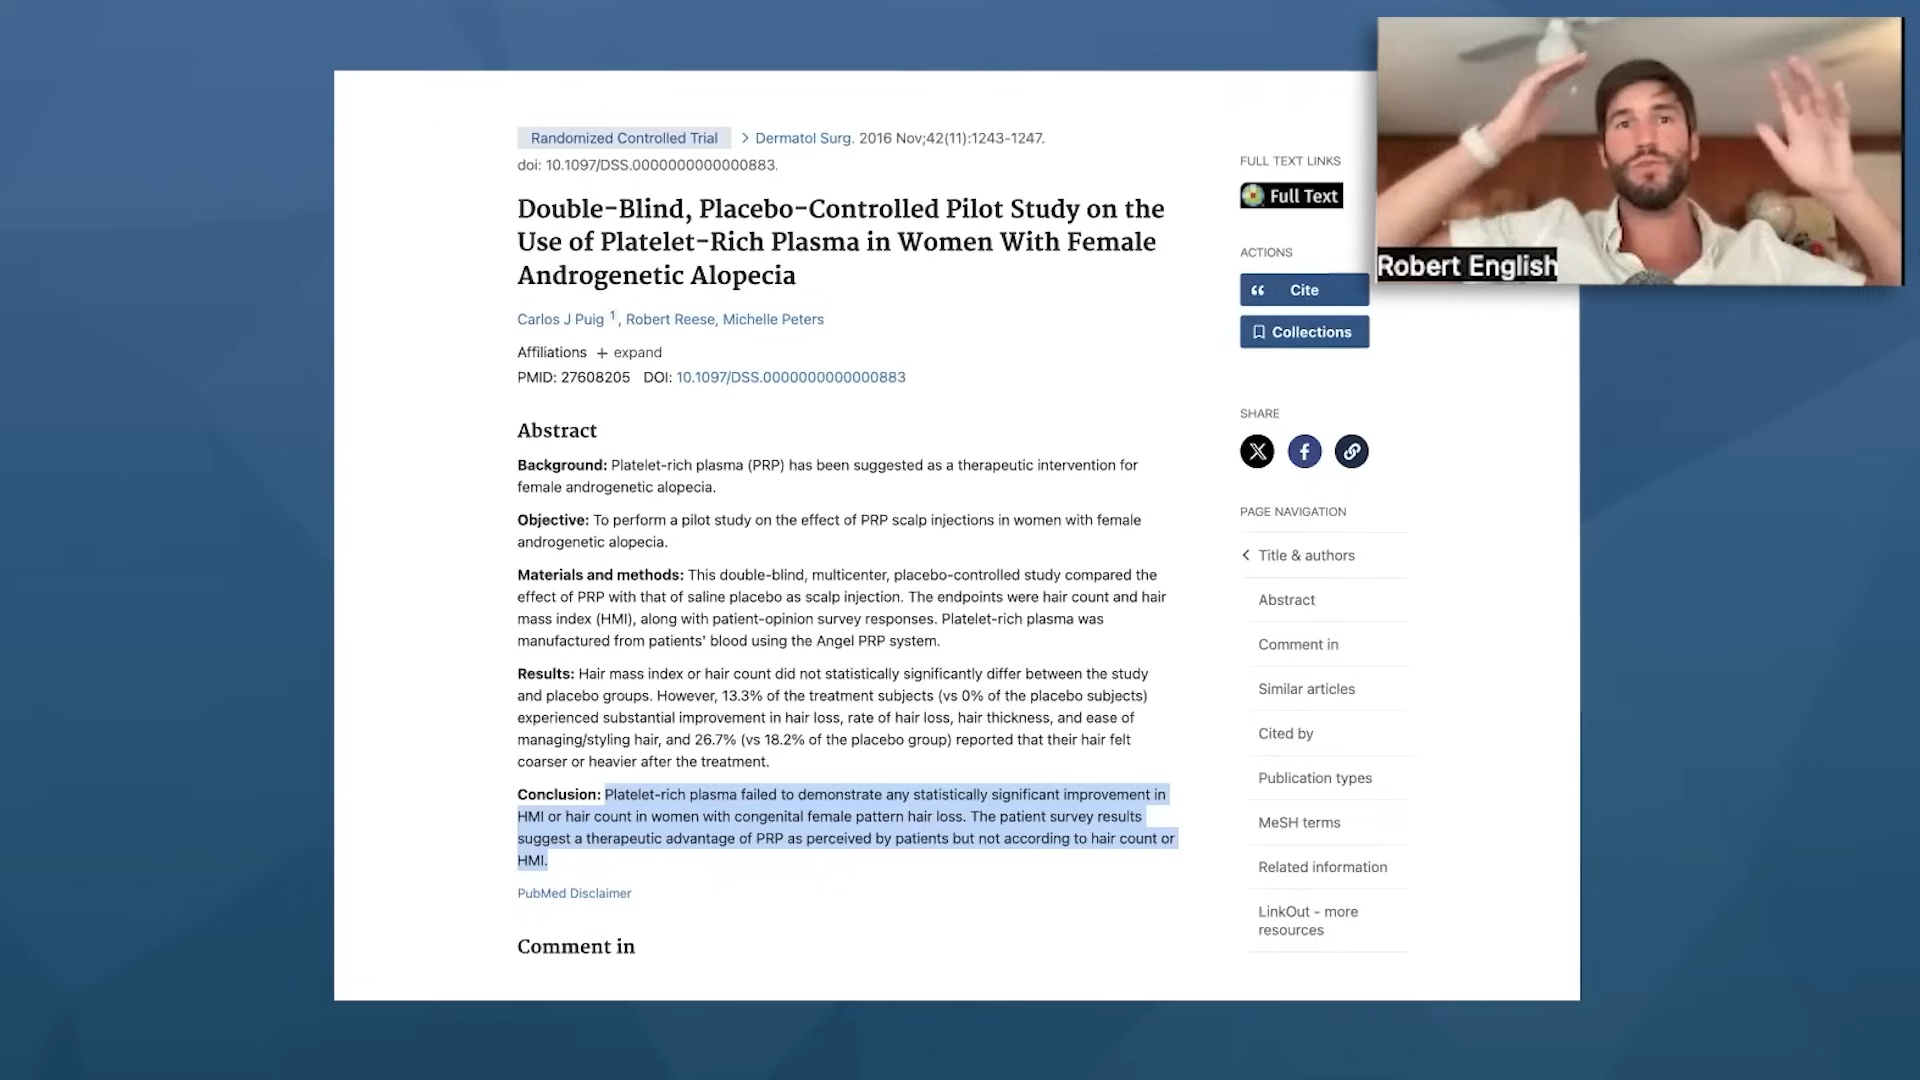 Randomized Controlled Trial > Dermatol Surg. 2016 Nov;42(11):1243-1247.
doi: 10.1097/DSS.0000000000000883.
Double-Blind, Placebo-Controlled Pilot Study on the
Use of Platelet-Rich Plasma in Women With Female
Androgenetic Alopecia
Carlos J Puig 1, Robert Reese, Michelle Peters
Affiliations + expand
PMID: 27608205 DOI: 10.1097/DSS.0000000000000883
Abstract
Background: Platelet-rich plasma (PRP) has been suggested as a therapeutic intervention for
female androgenetic alopecia.
Objective: To perform a pilot study on the effect of PRP scalp injections in women with female
androgenetic alopecia.
Materials and methods: This double-blind, multicenter, placebo-controlled study compared the
effect of PRP with that of saline placebo as scalp injection. The endpoints were hair count and hair
mass index (HMI), along with patient-opinion survey responses. Platelet-rich plasma was
manufactured from patients' blood using the Angel PRP system.
Results: Hair mass index or hair count did not statistically significantly differ between the study
and placebo groups. However, 13.3% of the treatment subjects (vs 0% of the placebo subjects)
experienced substantial improvement in hair loss, rate of hair loss, hair thickness, and ease of
managing/styling hair, and 26.7% (vs 18.2% of the placebo group) reported that their hair felt
coarser or heavier after the treatment.
Conclusion: Platelet-rich plasma failed to demonstrate any statistically significant improvement in
HMI or hair count in women with congenital female pattern hair loss. The patient survey results
suggest a therapeutic advantage of PRP as perceived by patients but not according to hair count or
HMI.
PubMed Disclaimer
Comment in
FULL TEXT LINKS
Full Text
ACTIONS
Cite
Collections
SHARE
PAGE NAVIGATION
Title & authors
Abstract
Comment in
Similar articles
Cited by
Publication types
MeSH terms
Related information
LinkOut - more
resources
Robert English